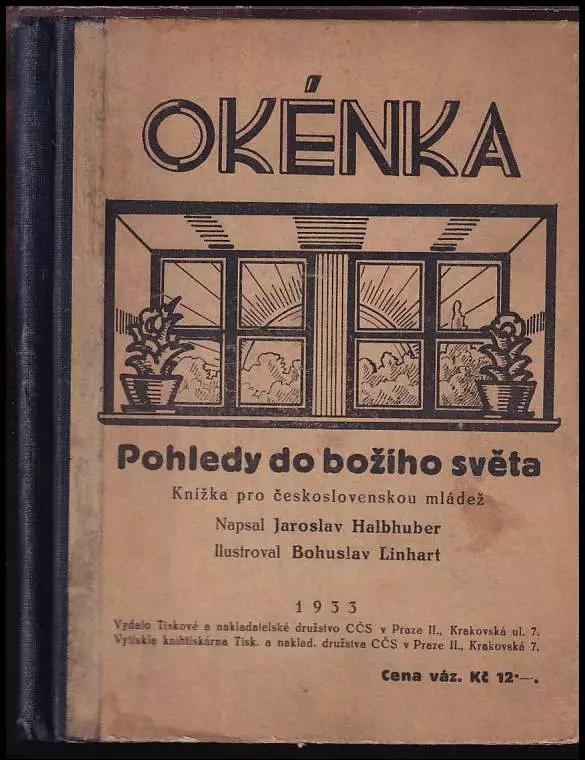 OKÉNKA
Pohledy do božího světa
Knížka pro československou mládež
Napsal Jaroslav Halbhuber
Ilustroval Bohuslav Linhart
1933
Vydalo Tiskové a nakladatelské družstvo CČS v Praze II., Krakovská ul. 7.
Vytiskla knihtiskárna Tisk. a naklad. družstva CČS v Praze II., Krakovská 7.
Cena váz. Kč 12·—.